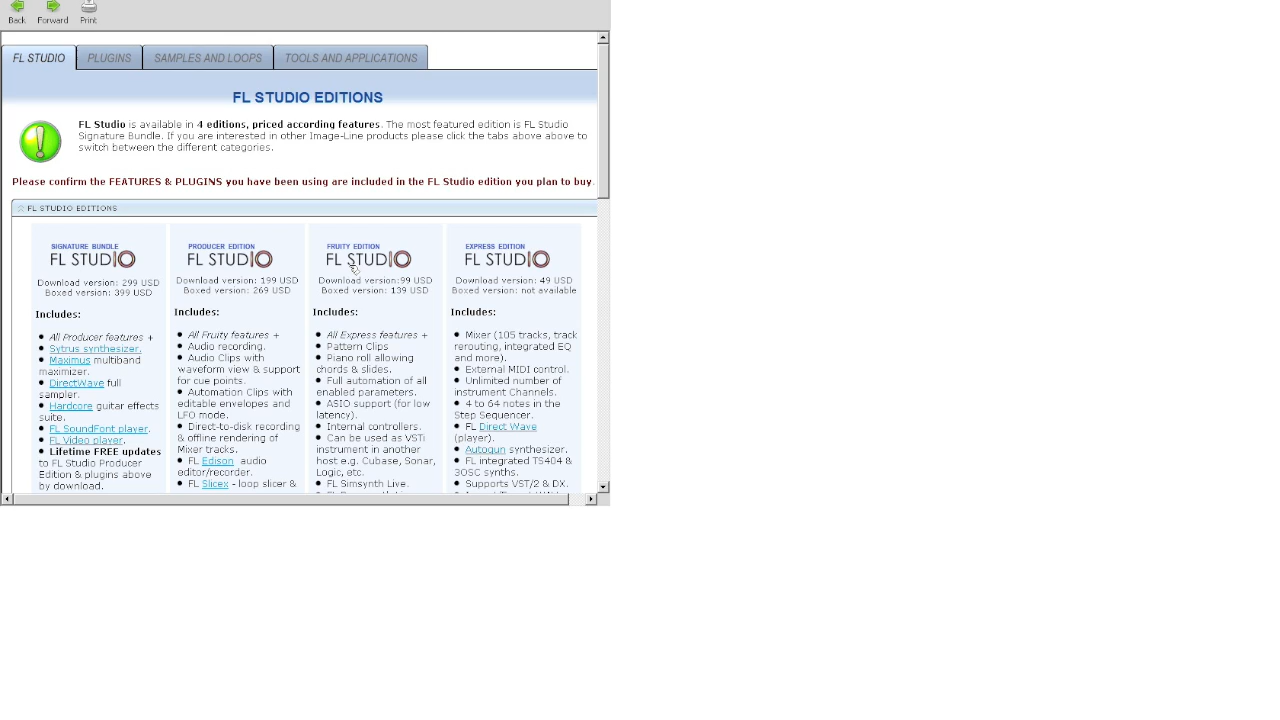 Back Forward Print
FL STUDIO PLUGINS SAMPLES AND LOOPS TOOLS AND APPLICATIONS
FL STUDIO EDITIONS
FL Studio is available in 4 editions, priced according features. The most featured edition is FL Studio
Signature Bundle. If you are interested in other Image-Line products please click the tabs above above to
switch between the different categories.
Please confirm the FEATURES & PLUGINS you have been using are included in the FL Studio edition you plan to buy.
FL STUDIO EDITIONS
SIGNATURE BUNDLE
FL STUDIO
Download version: 299 USD
Boxed version: 399 USD
Includes:
All Producer features +
Sytrus synthesizer.
Maximus multiband
maximizer.
DirectWave full
sampler.
Hardcore guitar effects
suite.
FL SoundFont player.
FL Video player.
Lifetime FREE updates
to FL Studio Producer
Edition & plugins above
by download.
PRODUCER EDITION
FL STUDIO
Download version: 199 USD
Boxed version: 269 USD
Includes:
All Fruity features +
Audio recording.
Audio Clips with
waveform view & support
for cue points.
Automation Clips with
editable envelopes and
LFO mode.
Direct-to-disk recording
& offline rendering of
Mixer tracks.
FL Edison audio
editor/recorder.
FL Slicex - loop slicer &
FRUITY EDITION
FL STUDIO
Download version:99 USD
Boxed version: 139 USD
Includes:
All Express features +
Pattern Clips
Piano roll allowing
chords & slides.
Full automation of all
enabled parameters.
ASIO support (for low
latency).
Internal controllers.
Can be used as VSTi
instrument in another
host e.g. Cubase, Sonar,
Logic, etc.
FL Simsynth Live.
EXPRESS EDITION
FL STUDIO
Download version: 49 USD
Boxed version: not available
Includes:
Mixer (105 tracks, track
rerouting, integrated EQ
and more).
External MIDI control.
Unlimited number of
instrument Channels.
4 to 64 notes in the
Step Sequencer.
FL Direct Wave
(player).
Autogun synthesizer.
FL integrated TS404 &
3OSC synths.
Supports VST/2 & DX.